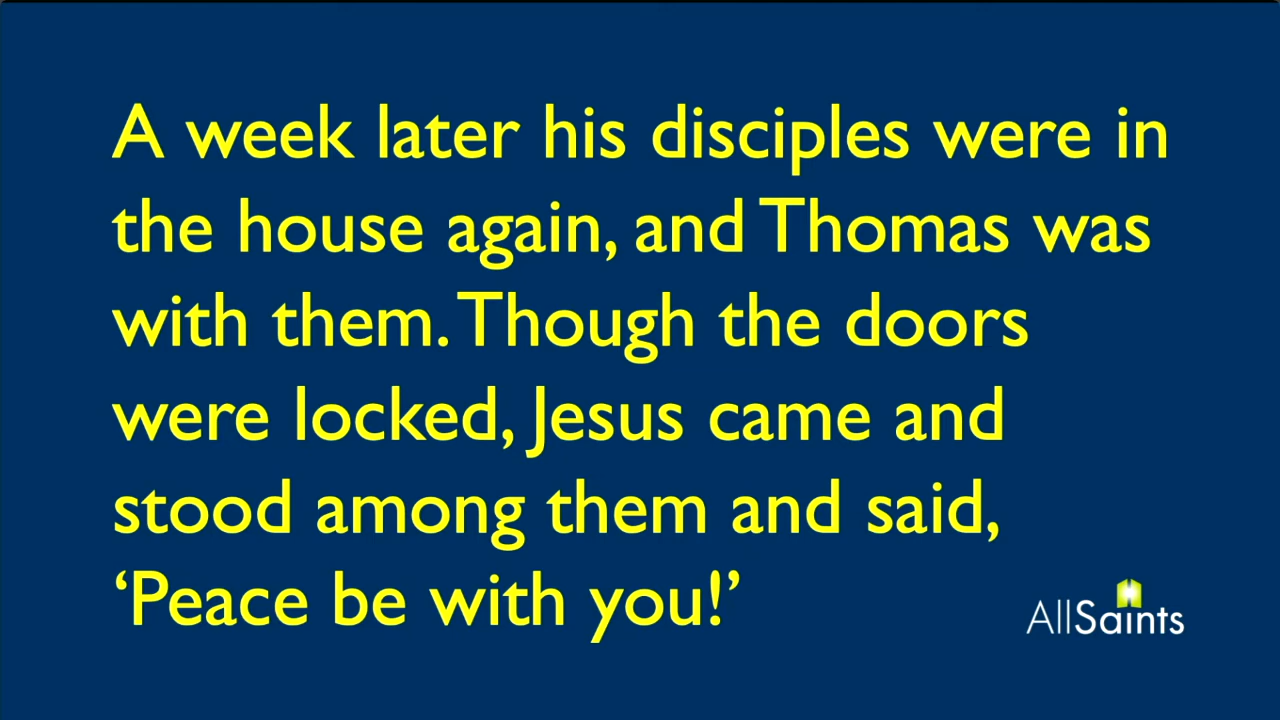 A week later his disciples were in
the house again, and Thomas was
with them. Though the doors
were locked, Jesus came and
stood among them and said,
‘Peace be with you!’
AllSaints